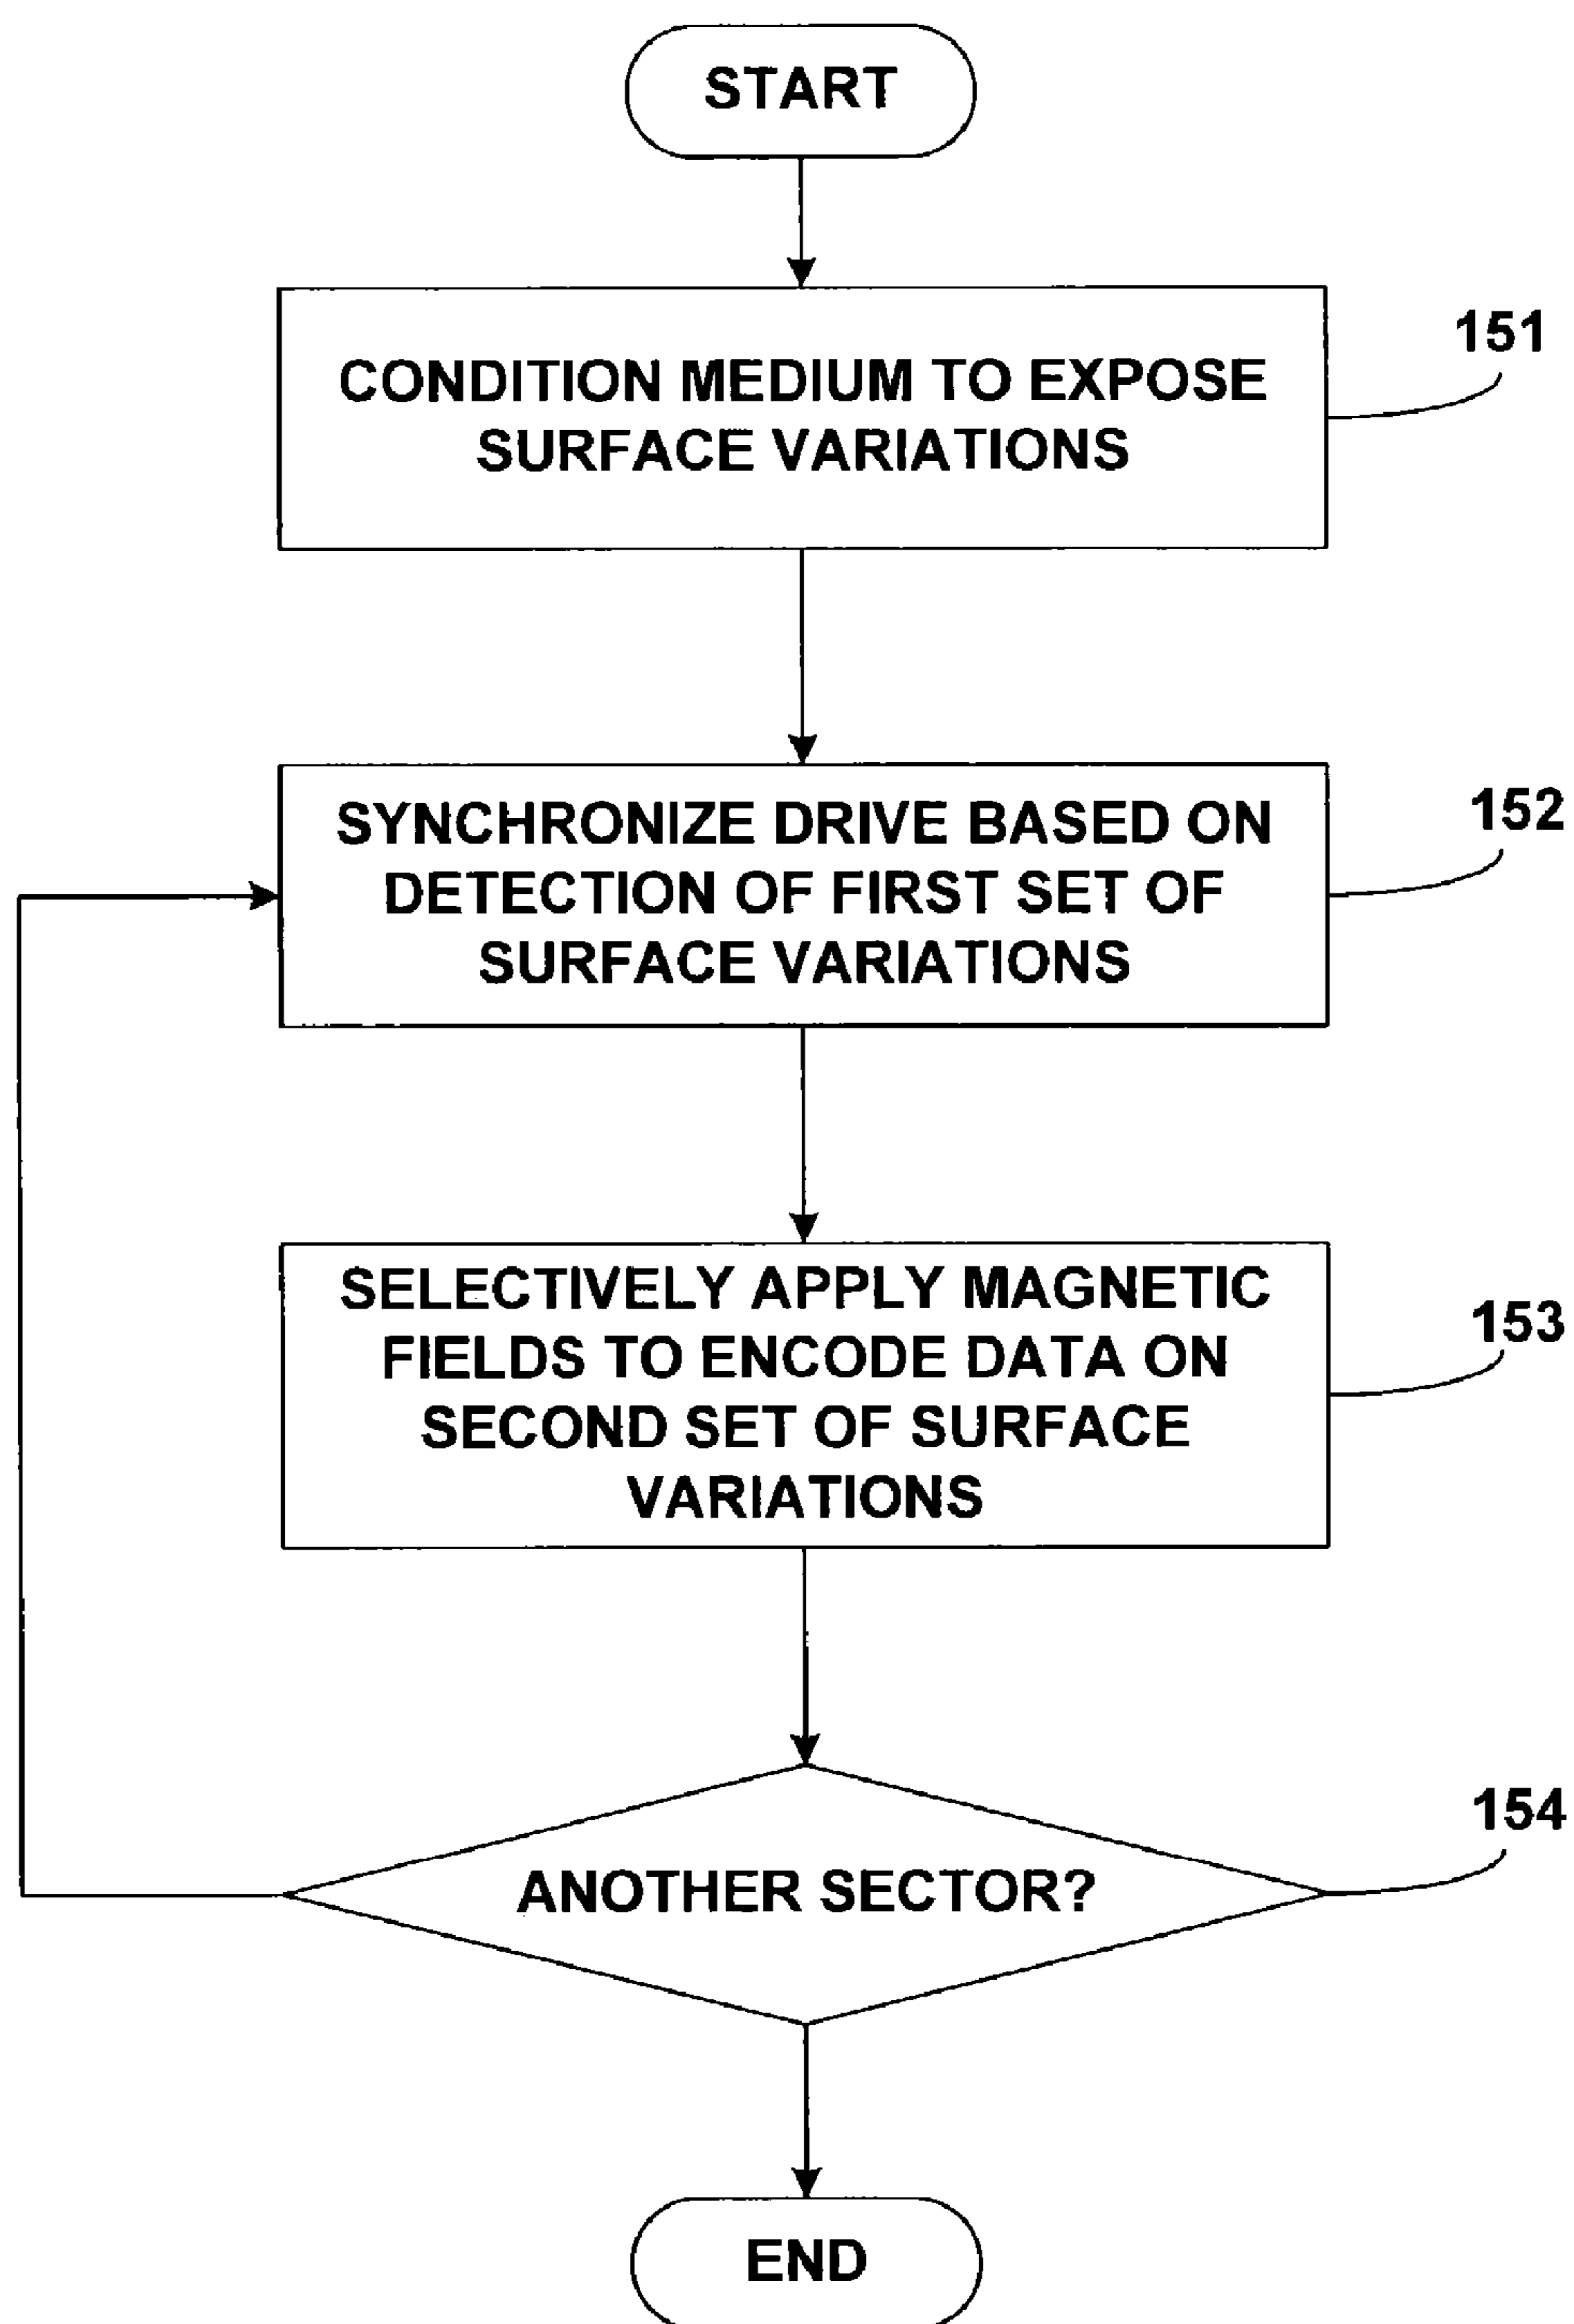 START
CONDITION MEDIUM TO EXPOSE
SURFACE VARIATIONS
151
SYNCHRONIZE DRIVE BASED ON
DETECTION OF FIRST SET OF
SURFACE VARIATIONS
152
SELECTIVELY APPLY MAGNETIC
FIELDS TO ENCODE DATA ON
SECOND SET OF SURFACE
VARIATIONS
153
ANOTHER SECTOR?
154
END